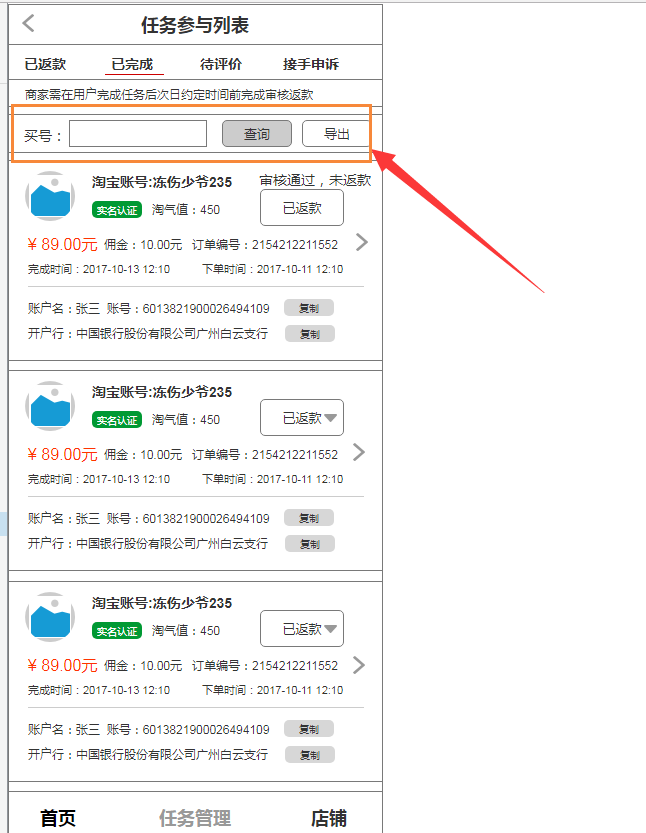 任务参与列表
已返款 已完成 待评价 接手申诉
商家需在用户完成任务后次日约定时间前完成审核返款
买号： 查询 导出
淘宝账号:冻伤少爷235 审核通过，未返款
实名认证 淘气值：450 已返款
¥ 89.00元 佣金：10.00元 订单编号：2154212211552
完成时间：2017-10-13 12:10 下单时间：2017-10-11 12:10
账户名：张三 账号：6013821900026494109 复制
开户行：中国银行股份有限公司广州白云支行 复制
淘宝账号:冻伤少爷235
实名认证 淘气值：450 已返款
¥ 89.00元 佣金：10.00元 订单编号：2154212211552
完成时间：2017-10-13 12:10 下单时间：2017-10-11 12:10
账户名：张三 账号：6013821900026494109 复制
开户行：中国银行股份有限公司广州白云支行 复制
淘宝账号:冻伤少爷235
实名认证 淘气值：450 已返款
¥ 89.00元 佣金：10.00元 订单编号：2154212211552
完成时间：2017-10-13 12:10 下单时间：2017-10-11 12:10
账户名：张三 账号：6013821900026494109 复制
开户行：中国银行股份有限公司广州白云支行 复制
首页 任务管理 店铺